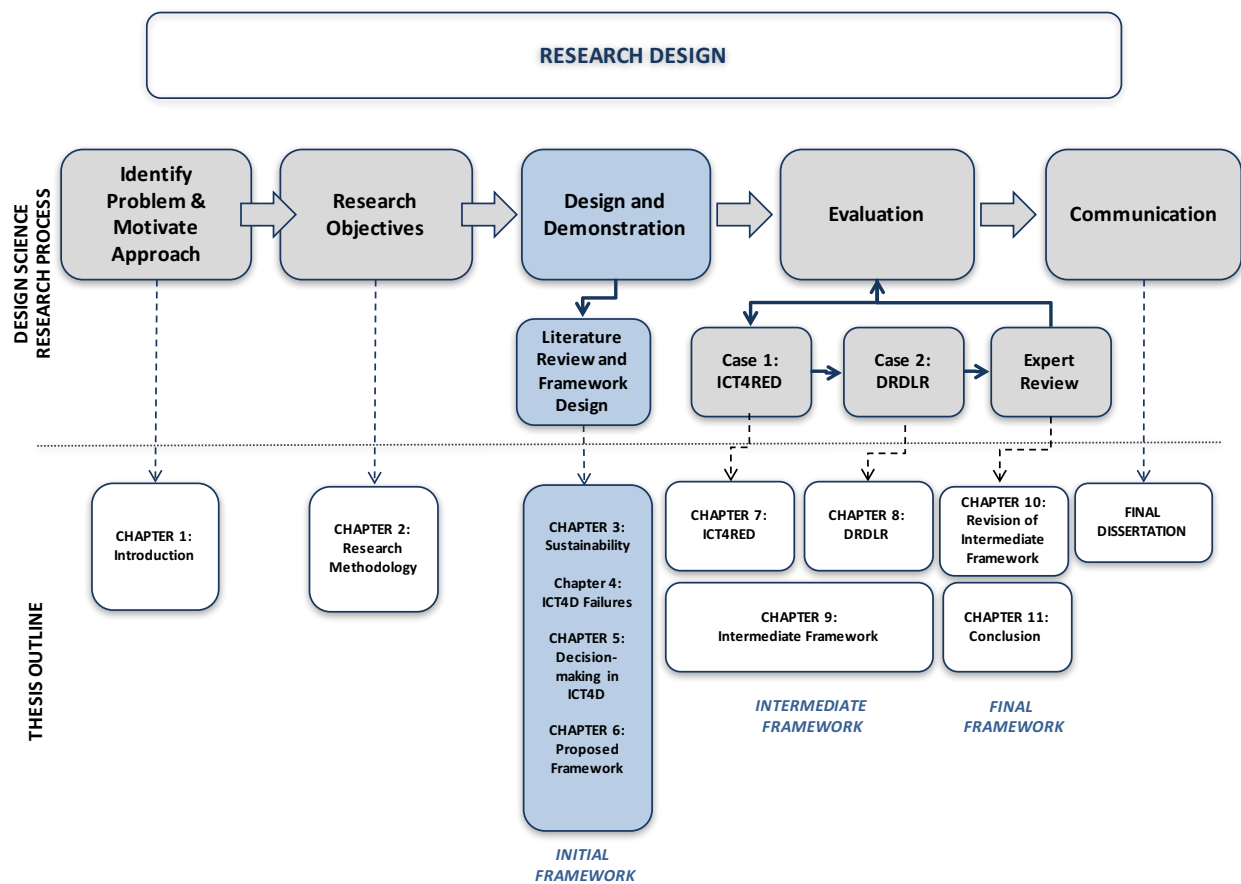 RESEARCH DESIGN
DESIGN SCIENCE
RESEARCH PROCESS
Identify
Problem &
Motivate
Approach
Research
Objectives
Design and
Demonstration
Evaluation
Communication
Literature
Review and
Framework
Design
Case 1:
ICT4RED
Case 2:
DRDLR
Expert
Review
THESIS OUTLINE
CHAPTER 1:
Introduction
CHAPTER 2:
Research
Methodology
CHAPTER 3:
Sustainability
Chapter 4:
ICT4D Failures
CHAPTER 5:
Decision-
making in
ICT4D
CHAPTER 6:
Proposed
Framework
INITIAL
FRAMEWORK
CHAPTER 7:
ICT4RED
CHAPTER 8:
DRDLR
CHAPTER 9:
Intermediate Framework
INTERMEDIATE
FRAMEWORK
CHAPTER 10:
Revision of
Intermediate
Framework
CHAPTER 11:
Conclusion
FINAL
FRAMEWORK
FINAL
DISSERTATION